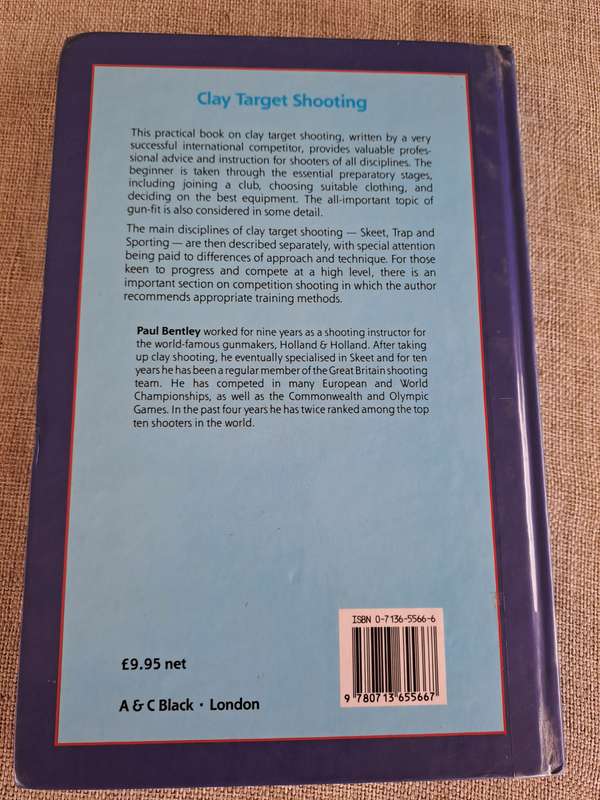 Clay Target Shooting
This practical book on clay target shooting, written by a very
successful international competitor, provides valuable profes-
sional advice and instruction for shooters of all disciplines. The
beginner is taken through the essential preparatory stages,
including joining a club, choosing suitable clothing, and
deciding on the best equipment. The all-important topic of
gun-fit is also considered in some detail.
The main disciplines of clay target shooting — Skeet, Trap and
Sporting — are then described separately, with special attention
being paid to differences of approach and technique. For those
keen to progress and compete at a high level, there is an
important section on competition shooting in which the author
recommends appropriate training methods.
Paul Bentley worked for nine years as a shooting instructor for
the world-famous gunmakers, Holland & Holland. After taking
up clay shooting, he eventually specialised in Skeet and for ten
years he has been a regular member of the Great Britain shooting
team. He has competed in many European and World
Championships, as well as the Commonwealth and Olympic
Games. In the past four years he has twice ranked among the top
ten shooters in the world.
ISBN 0-7136-5566-6
9 780713 655667
£9.95 net
A & C Black · London